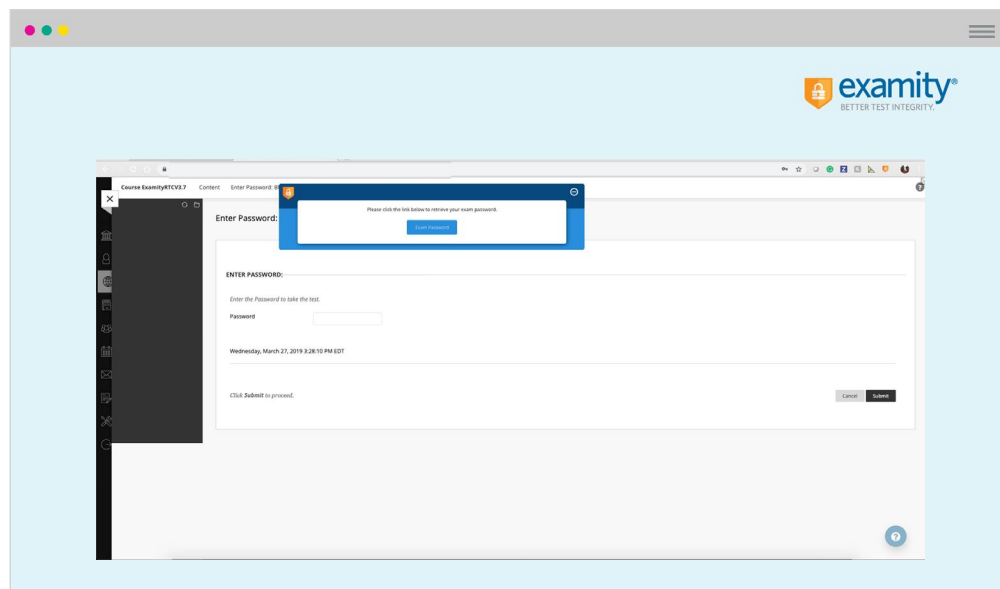 examity®
BETTER TEST INTEGRITY.
Course ExamityRTCV3.7 Content Enter Password:
Please click the link below to retrieve your exam password.
Exam Password
Enter Password:
ENTER PASSWORD:
Enter the Password to take the test.
Password
Wednesday, March 27, 2019 3:28:10 PM EDT
Click Submit to proceed.
Cancel Submit